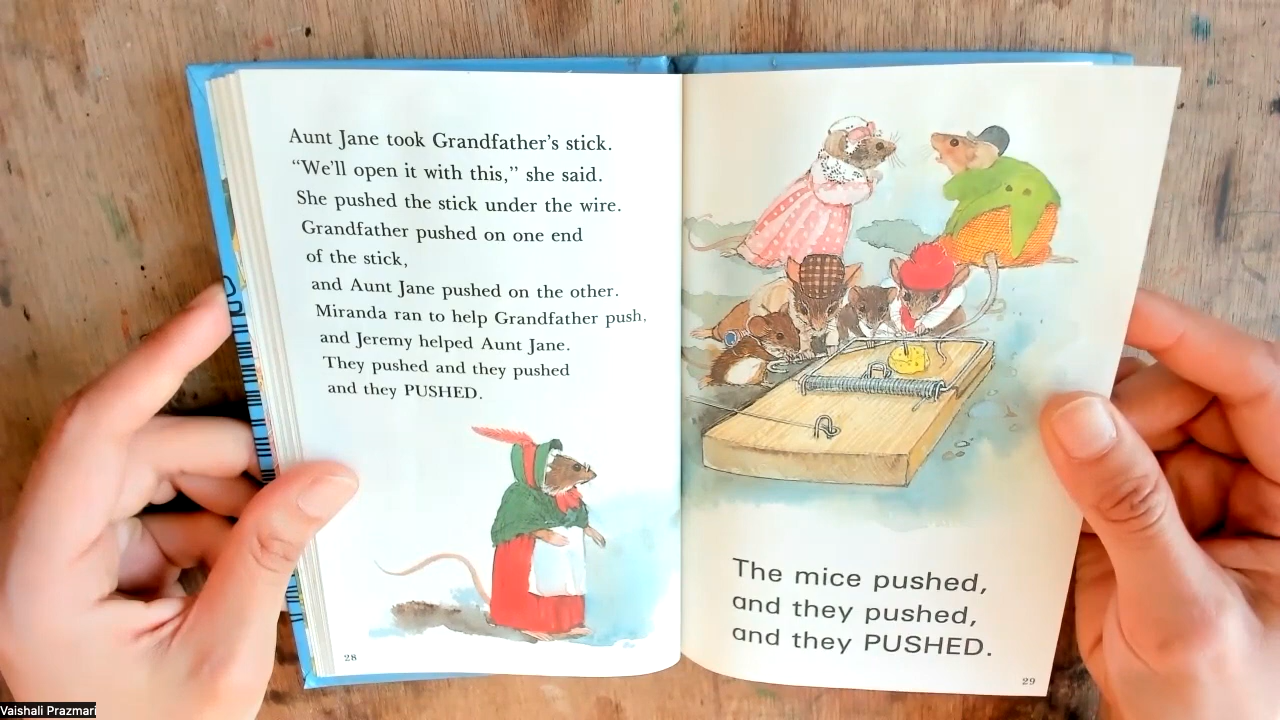 Aunt Jane took Grandfather's stick.
“We'll open it with this,” she said.
She pushed the stick under the wire.
Grandfather pushed on one end
of the stick,
and Aunt Jane pushed on the other.
Miranda ran to help Grandfather push,
and Jeremy helped Aunt Jane.
They pushed and they pushed
and they PUSHED.
28
The mice pushed,
and they pushed,
and they PUSHED.
29
Vaishali Prazmari